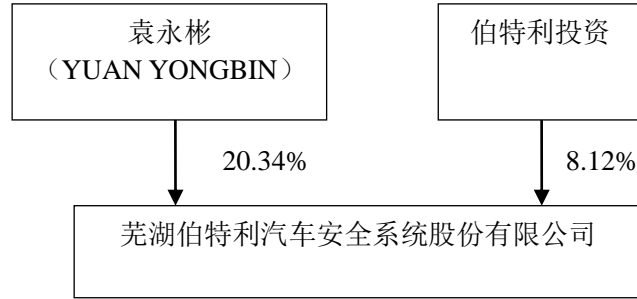 袁永彬
（YUAN YONGBIN）
伯特利投资
20.34%
8.12%
芜湖伯特利汽车安全系统股份有限公司